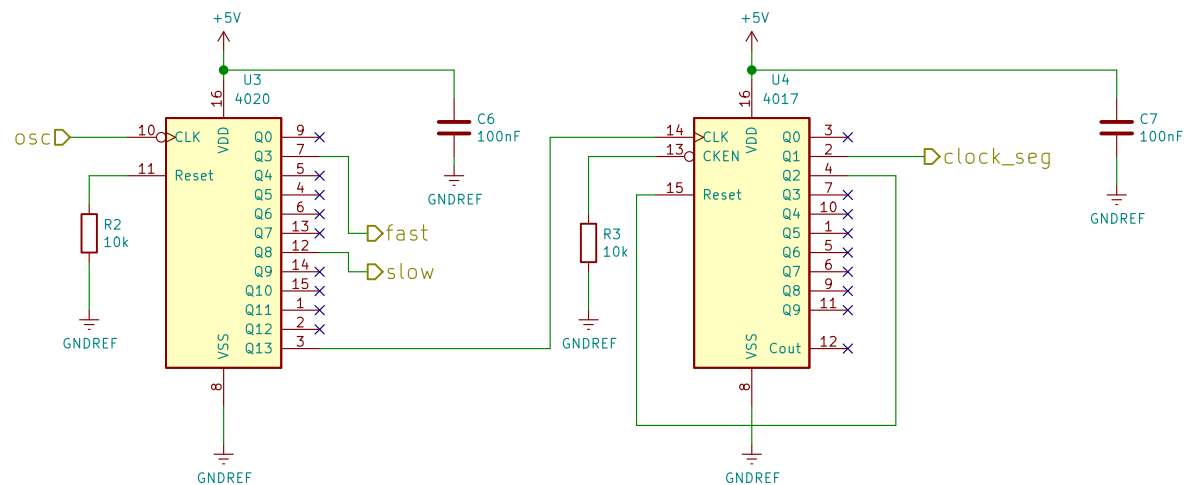 +5V
U3
4020
16
VDD
osc
10
CLK
11
Reset
R2
10k
GNDREF
Q0
9
Q3
7
Q4
5
Q5
4
Q6
6
Q7
13
Q8
12
Q9
14
Q10
15
Q11
1
Q12
2
Q13
3
VSS
8
GNDREF
fast
slow
C6
100nF
GNDREF
+5V
U4
4017
16
VDD
14
CLK
13
CKEN
15
Reset
R3
10k
GNDREF
Q0
3
Q1
2
Q2
4
Q3
7
Q4
10
Q5
1
Q6
5
Q7
6
Q8
9
Q9
11
Cout
12
VSS
8
GNDREF
clock_seg
C7
100nF
GNDREF